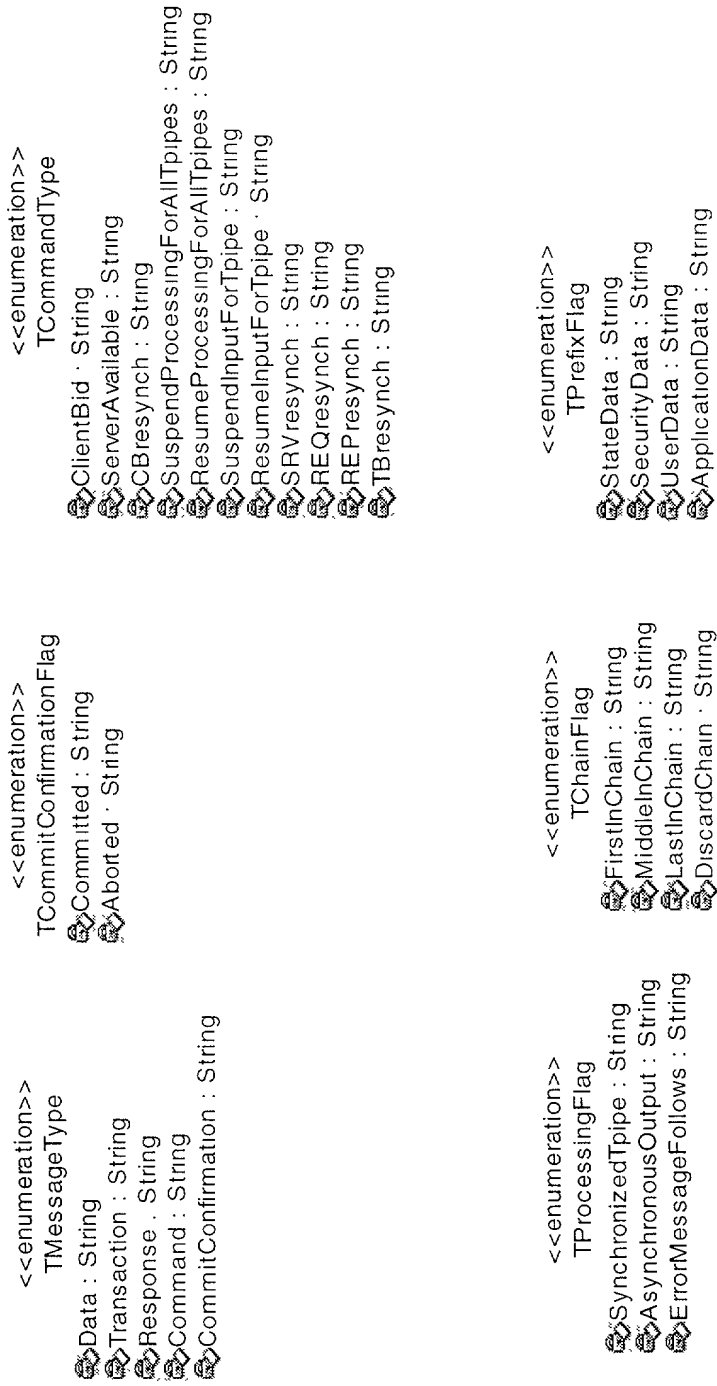 <<enumeration>>
TMessageType
Data : String
Transaction : String
Response . String
Command : String
CommitConfirmation : String
<<enumeration>>
TCommitConfirmationFlag
Committed : String
Aborted · String
<<enumeration>>
TCommandType
ClientBid · String
ServerAvailable : String
CBresynch : String
SuspendProcessingForAllTpipes : String
ResumeProcessingForAllTpipes : String
SuspendInputForTpipe : String
ResumeInputForTpipe · String
SRVresynch : String
REQresynch : String
REPresynch : String
TBresynch : String
<<enumeration>>
TProcessingFlag
SynchronizedTpipe : String
AsynchronousOutput : String
ErrorMessageFollows : String
<<enumeration>>
TChainFlag
FirstInChain : String
MiddleInChain : String
LastInChain : String
DiscardChain · String
<<enumeration>>
TPrefixFlag
StateData : String
SecurityData : String
UserData : String
ApplicationData : String